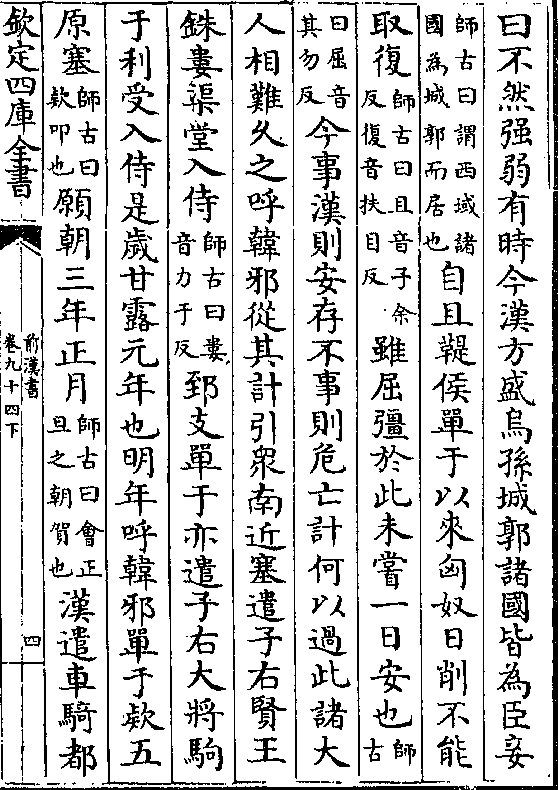 曰不然强弱有時今漢方盛烏孫城郭諸國皆為臣妾
師古曰謂西域諸國為城郭而居也自且鞮侯單于以來匈奴日削不能
取復師古曰且音子余反復音扶目反雖屈彊於此未嘗一日安也師古
曰屈音其勿反今事漢則安存不事則危亡計何以過此諸大
人相難久之呼韓邪從其計引衆南近塞遣子右賢王
銖婁渠堂入侍師古曰婁音力于反郅支單于亦遣子右大將駒
于利受入侍是歲甘露元年也明年呼韓邪單于欵五
原塞師古曰欵叩也願朝三年正月師古曰會正旦之朝賀也漢遣車騎都
欽定四庫全書
前漢書
卷九十四下
四